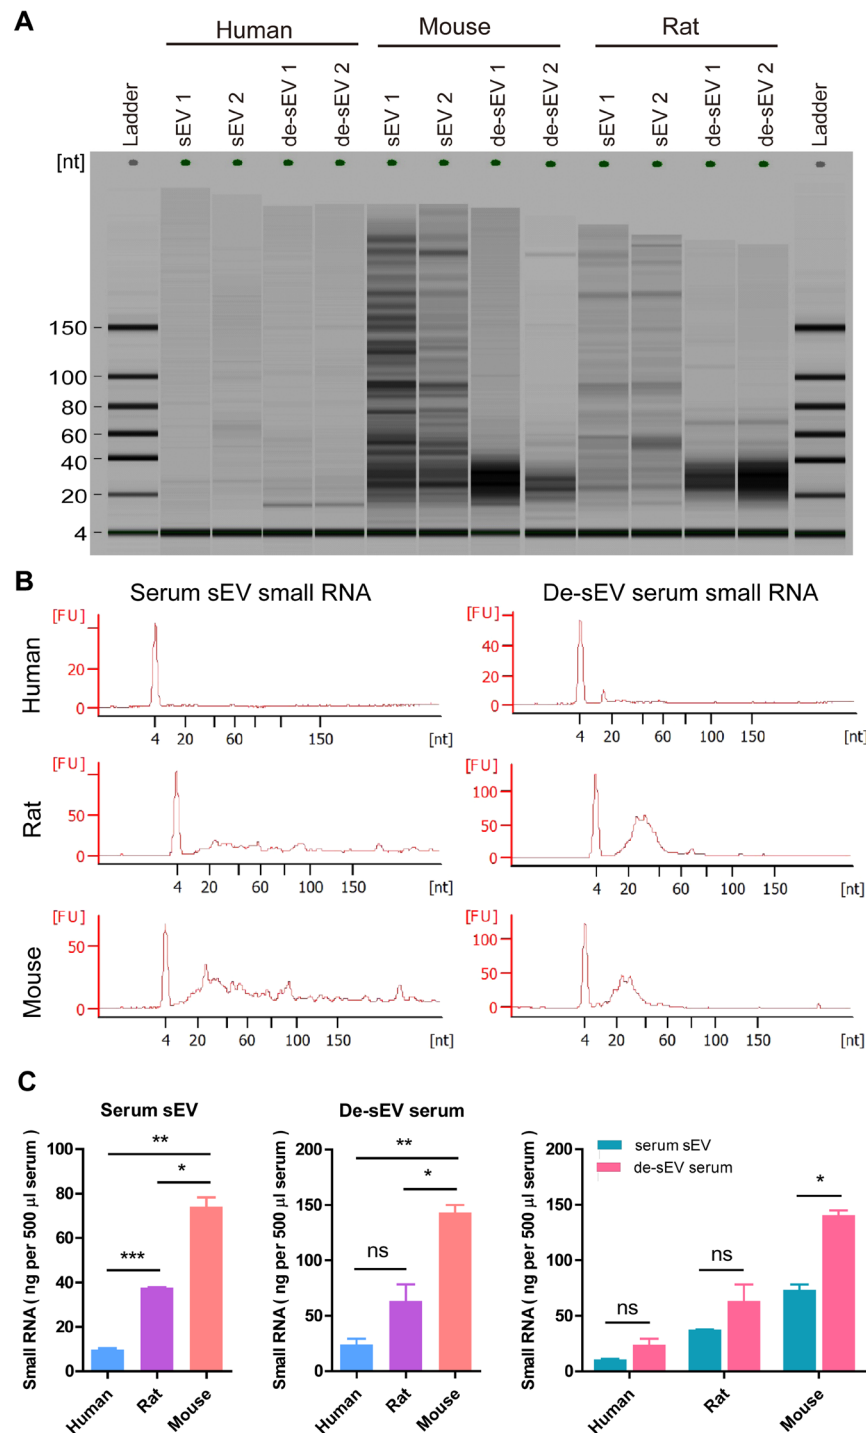 A
Human Mouse Rat
Ladder sEV 1 sEV 2 de-sEV 1 de-sEV 2 sEV 1 sEV 2 de-sEV 1 de-sEV 2 sEV 1 sEV 2 de-sEV 1 de-sEV 2 Ladder
[nt]
150
100
80
60
40
20
4
B
Serum sEV small RNA De-sEV serum small RNA
Human
[FU]
20
0
4 20 60 150 [nt]
[FU]
40
20
0
4 20 60 100 150 [nt]
Rat
[FU]
50
0
4 20 60 100 150 [nt]
[FU]
100
50
0
4 20 60 100 150 [nt]
Mouse
[FU]
50
0
4 20 60 100 150 [nt]
[FU]
100
50
0
4 20 60 100 150 [nt]
C
Serum sEV
Small RNA ( ng per 500 µl serum)
100
80
60
40
20
0
**
*
***
Human Rat Mouse
De-sEV serum
Small RNA ( ng per 500 µl serum)
200
150
100
50
0
**
*
ns
Human Rat Mouse
Small RNA ( ng per 500 µl serum)
200
150
100
50
0
serum sEV
de-sEV serum
ns
ns
*
Human Rat Mouse